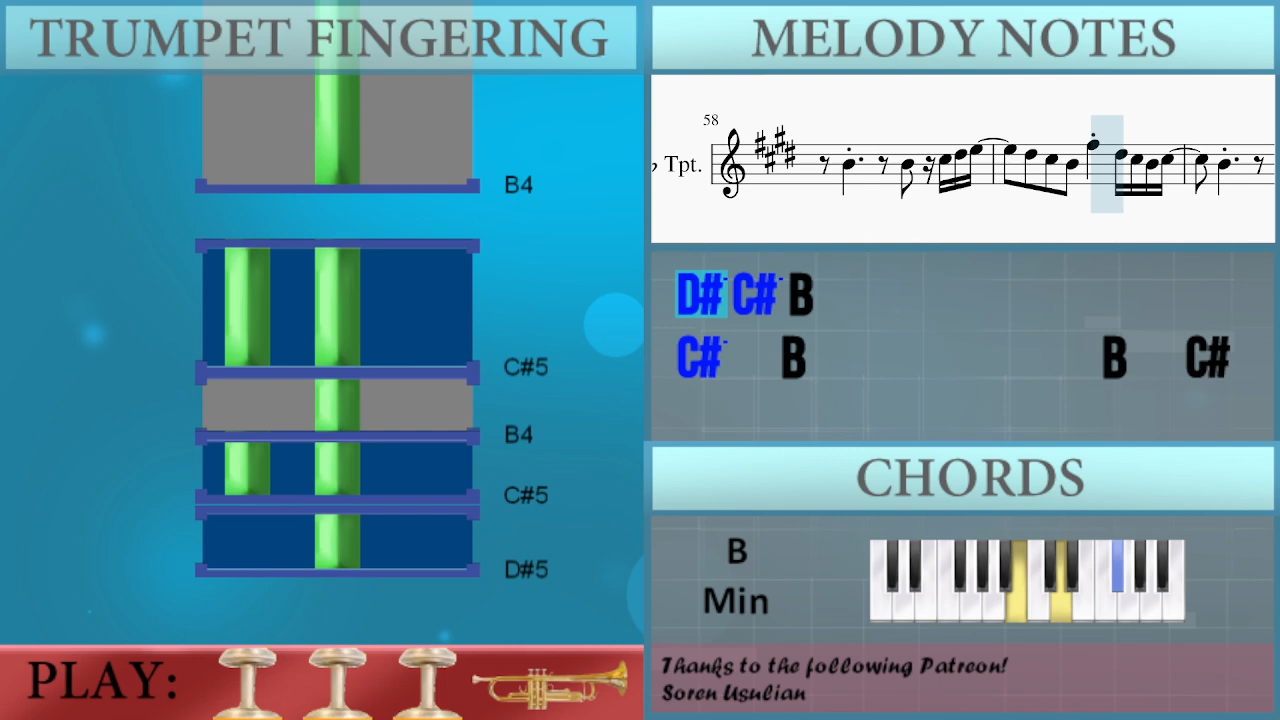 TRUMPET FINGERING
B4
C#5
B4
C#5
D#5
PLAY:
MELODY NOTES
58
♭ Tpt.
D#- C#- B
C#- B B C#
CHORDS
B
Min
Thanks to the following Patreon!
Soren Usulian